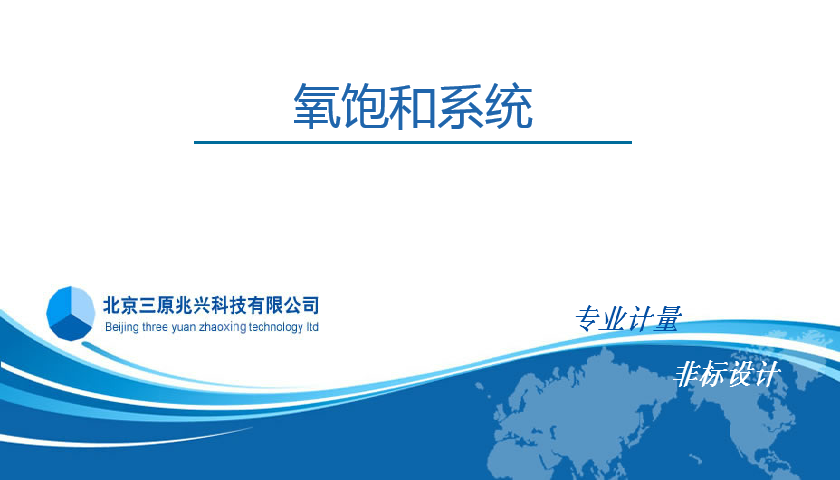 氧饱和系统
北京三原兆兴科技有限公司
Beijing three yuan zhaoxing technology ltd
专业计量
非标设计